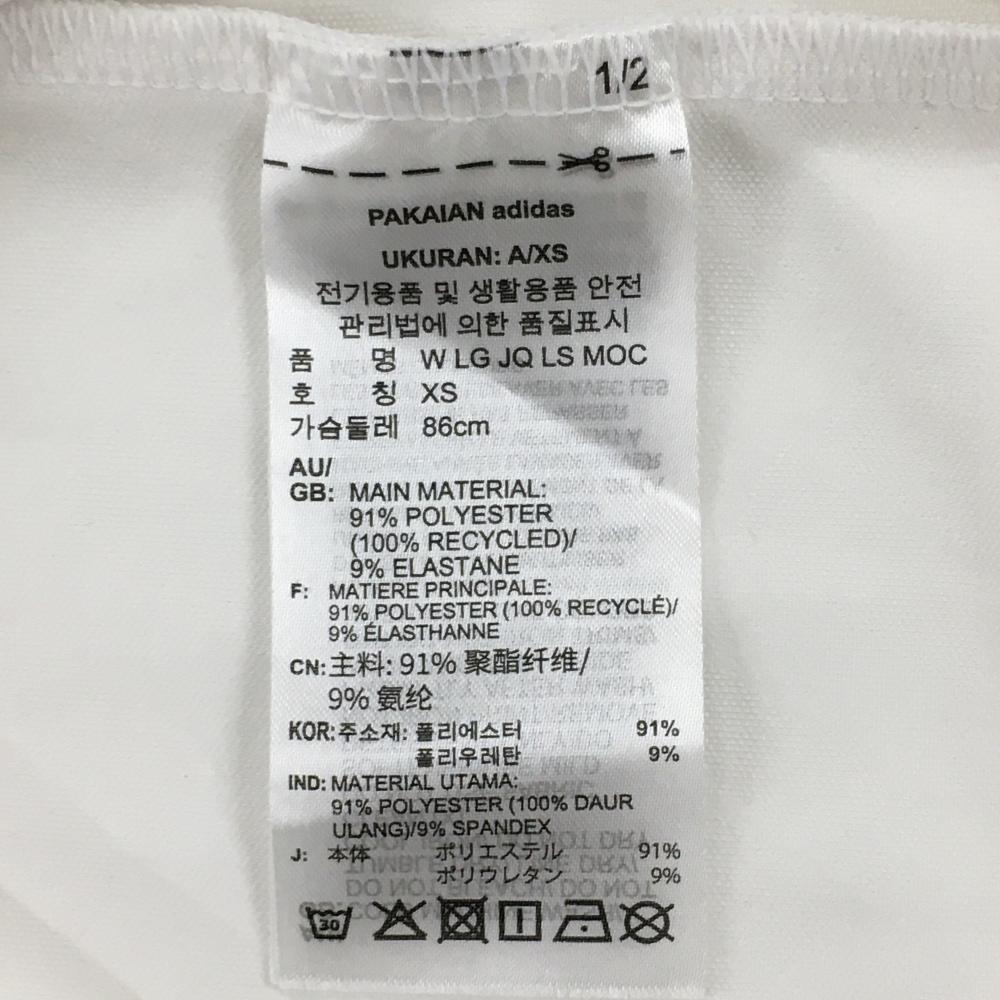 1/2
PAKAIAN adidas
UKURAN: A/XS
전기용품 및 생활용품 안전
관리법에 의한 품질표시
품 명 W LG JQ LS MOC
호 칭 XS
가슴둘레 86cm
AU/
GB: MAIN MATERIAL:
91% POLYESTER
(100% RECYCLED)/
9% ELASTANE
F: MATIERE PRINCIPALE:
91% POLYESTER (100% RECYCLÉ)/
9% ÉLASTHANNE
CN: 主料: 91% 聚酯纤维/
9% 氨纶
KOR: 주소재: 폴리에스터 91%
폴리우레탄 9%
IND: MATERIAL UTAMA:
91% POLYESTER (100% DAUR
ULANG)/9% SPANDEX
J: 本体 ポリエステル 91%
ポリウレタン 9%
30